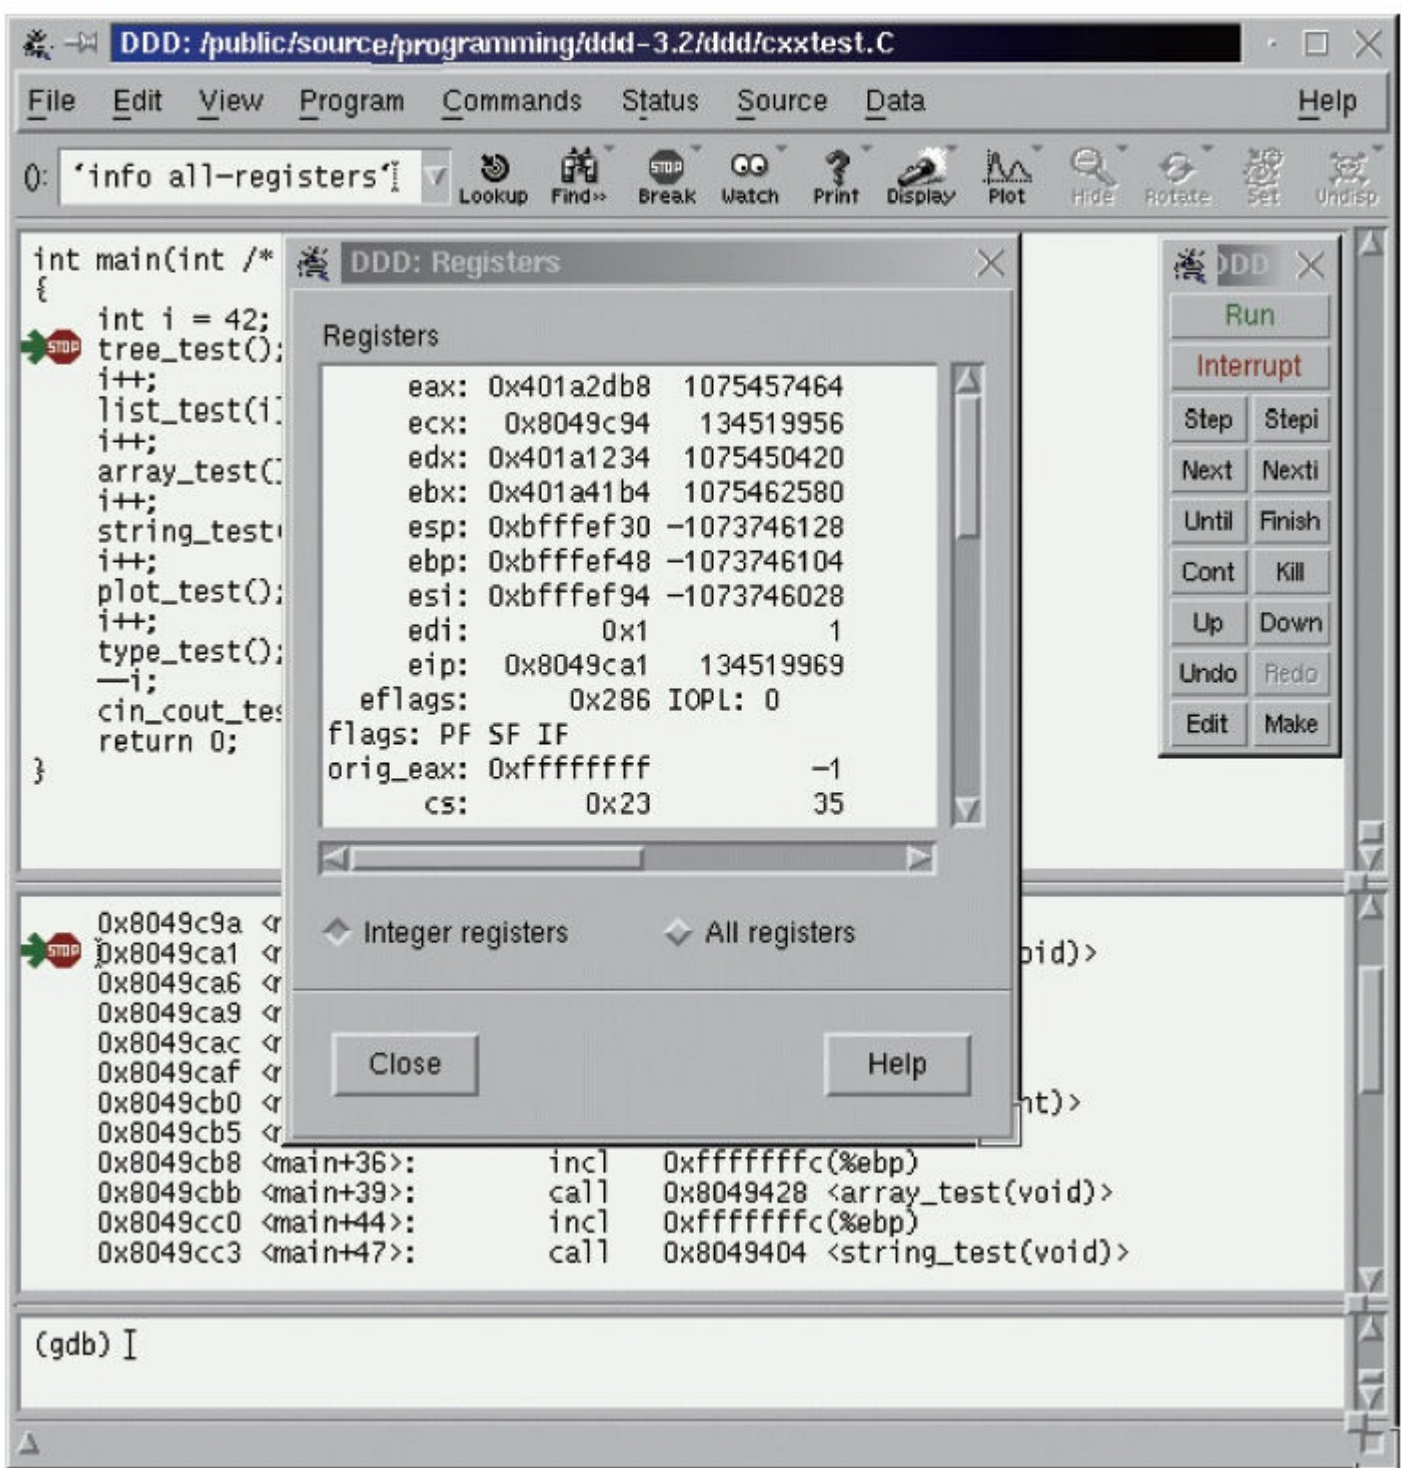 DDD: /public/source/programming/ddd-3.2/ddd/cxxtest.C
File Edit View Program Commands Status Source Data Help
(): ‘info all-registers‘
Lookup Find» Break Watch Print Display Plot Hide Rotate Set Undisp
int main(int /*
{
int i = 42;
STOP tree_test();
i++;
list_test(i)
i++;
array_test()
i++;
string_test(
i++;
plot_test();
i++;
type_test();
--i;
cin_cout_tes
return 0;
}
DDD: Registers
Registers
eax: 0x401a2db8 1075457464
ecx: 0x8049c94 134519956
edx: 0x401a1234 1075450420
ebx: 0x401a41b4 1075462580
esp: 0xbfffef30 -1073746128
ebp: 0xbfffef48 -1073746104
esi: 0xbfffef94 -1073746028
edi: 0x1 1
eip: 0x8049ca1 134519969
eflags: 0x286 IOPL: 0
flags: PF SF IF
orig_eax: 0xffffffff -1
cs: 0x23 35
Integer registers All registers
Close Help
DDD
Run
Interrupt
Step Stepi
Next Nexti
Until Finish
Cont Kill
Up Down
Undo Redo
Edit Make
0x8049c9a <m
STOP 0x8049ca1 <m oid)>
0x8049ca6 <m
0x8049ca9 <m
0x8049cac <m
0x8049caf <m
0x8049cb0 <m nt)>
0x8049cb5 <m
0x8049cb8 <main+36>: incl 0xfffffffc(%ebp)
0x8049cbb <main+39>: call 0x8049428 <array_test(void)>
0x8049cc0 <main+44>: incl 0xfffffffc(%ebp)
0x8049cc3 <main+47>: call 0x8049404 <string_test(void)>
(gdb)